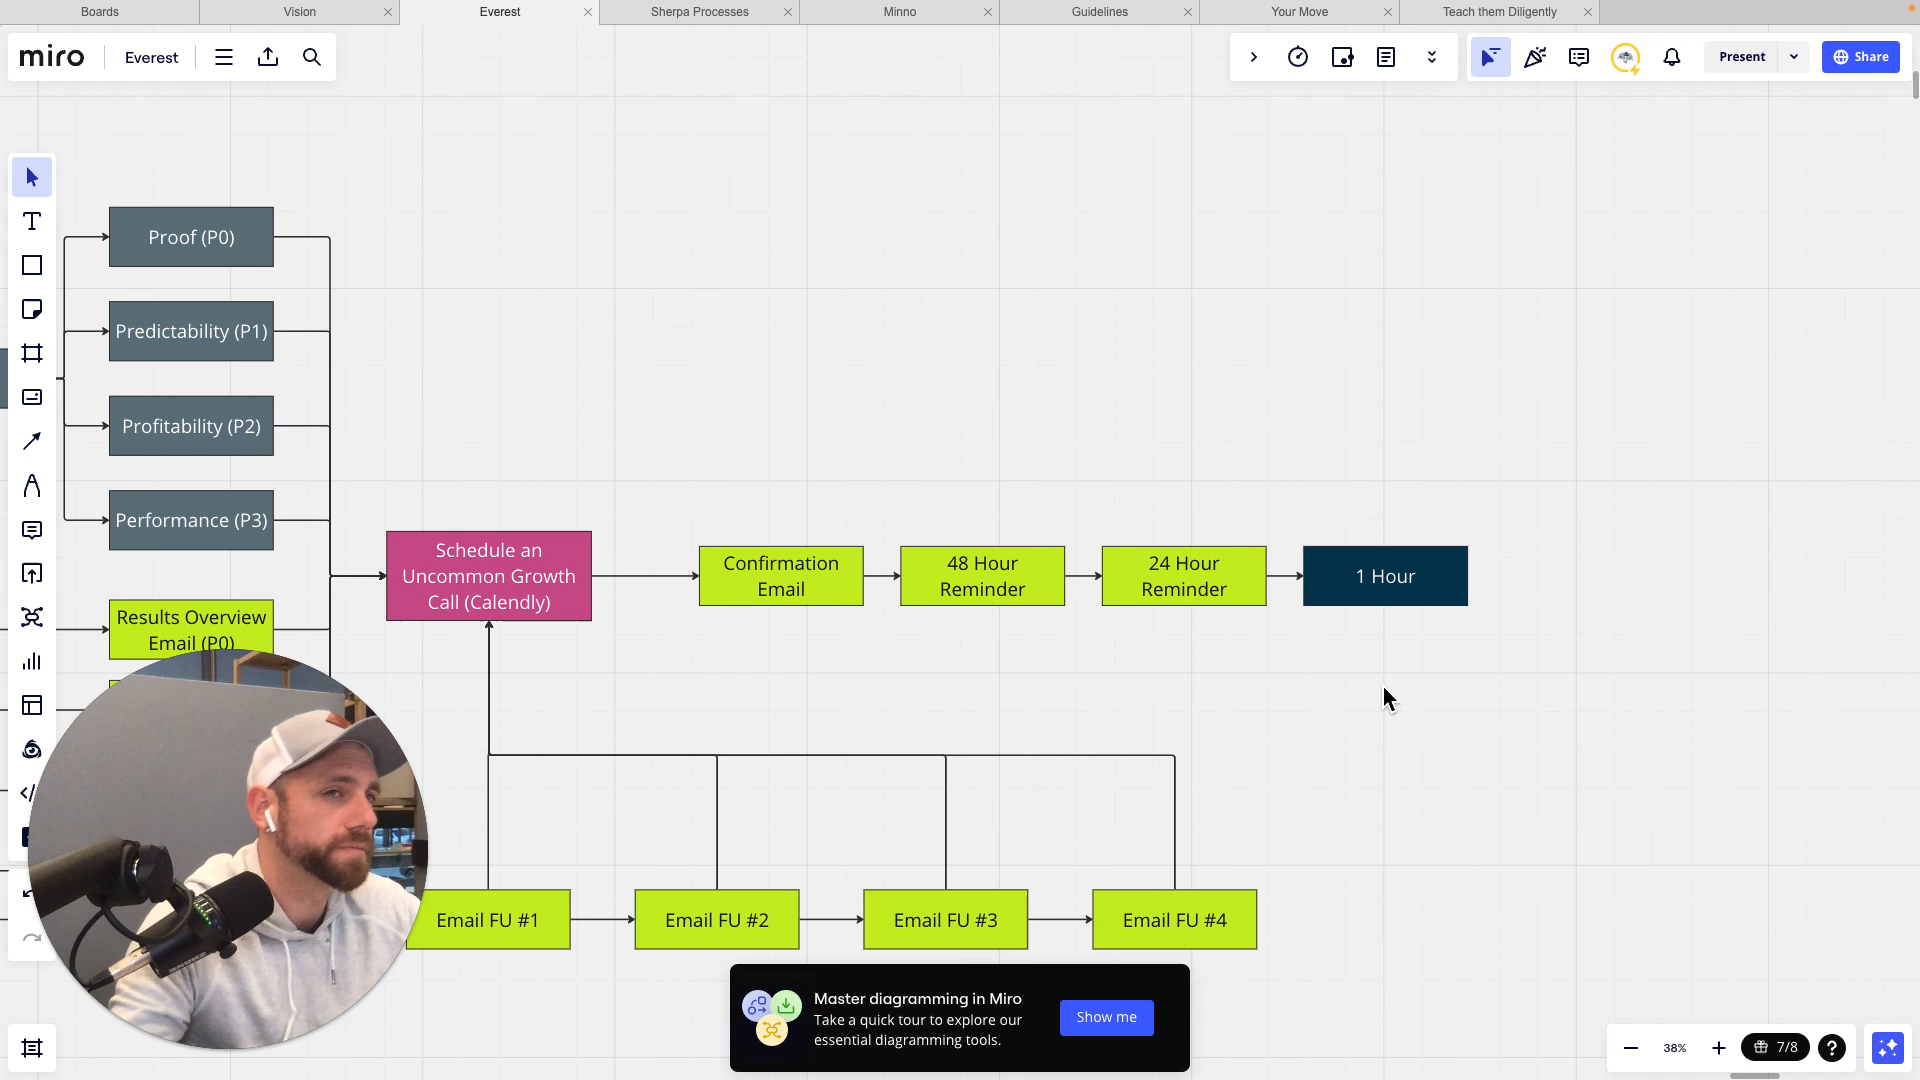 Boards
Vision
Everest
Sherpa Processes
Minno
Guidelines
Your Move
Teach them Diligently
miro
Everest
Present
Share
Proof (P0)
Predictability (P1)
Profitability (P2)
Performance (P3)
Schedule an
Uncommon Growth
Call (Calendly)
Confirmation
Email
48 Hour
Reminder
24 Hour
Reminder
1 Hour
Results Overview
Email (P0)
Email FU #1
Email FU #2
Email FU #3
Email FU #4
Master diagramming in Miro
Take a quick tour to explore our
essential diagramming tools.
Show me
38%
7/8